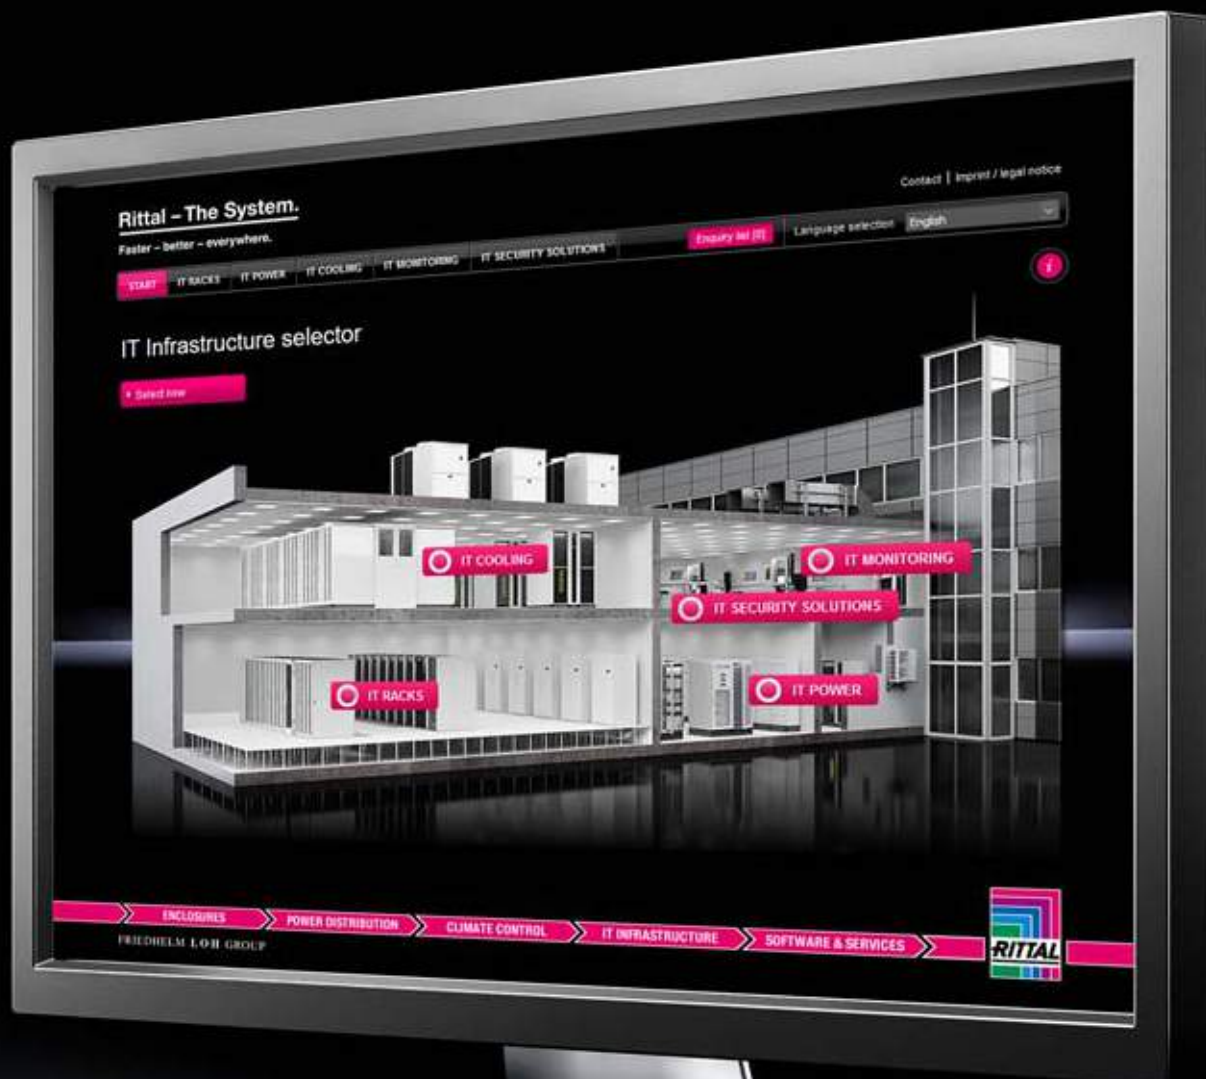 Contact | Imprint / legal notice
Rittal – The System.
Faster – better – everywhere.
Enquiry list [0]
Language selection
English
START
IT RACKS
IT POWER
IT COOLING
IT MONITORING
IT SECURITY SOLUTIONS
i
IT Infrastructure selector
Select now
IT COOLING
IT MONITORING
IT SECURITY SOLUTIONS
IT RACKS
IT POWER
ENCLOSURES
POWER DISTRIBUTION
CLIMATE CONTROL
IT INFRASTRUCTURE
SOFTWARE & SERVICES
FRIEDHELM LOH GROUP
RITTAL